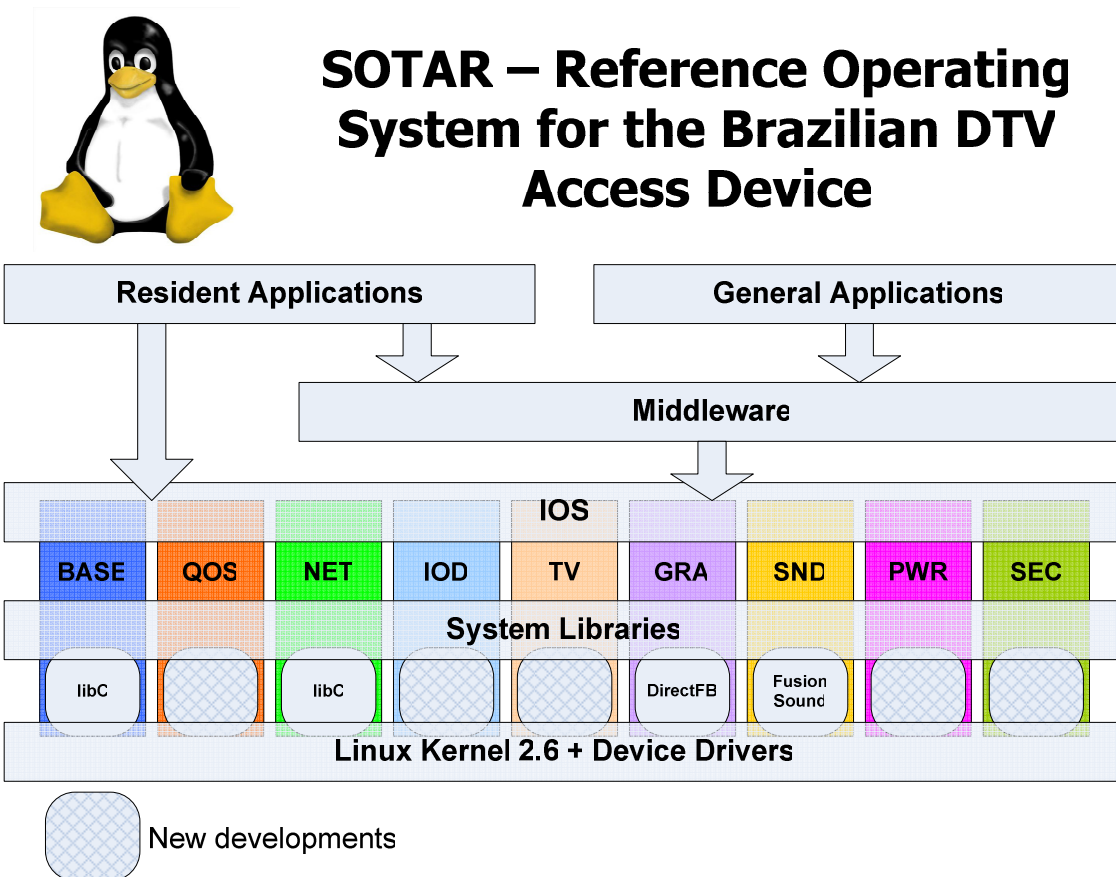 SOTAR – Reference Operating
System for the Brazilian DTV
Access Device
Resident Applications
General Applications
Middleware
IOS
BASE
QOS
NET
IOD
TV
GRA
SND
PWR
SEC
System Libraries
libC
libC
DirectFB
Fusion
Sound
Linux Kernel 2.6 + Device Drivers
New developments